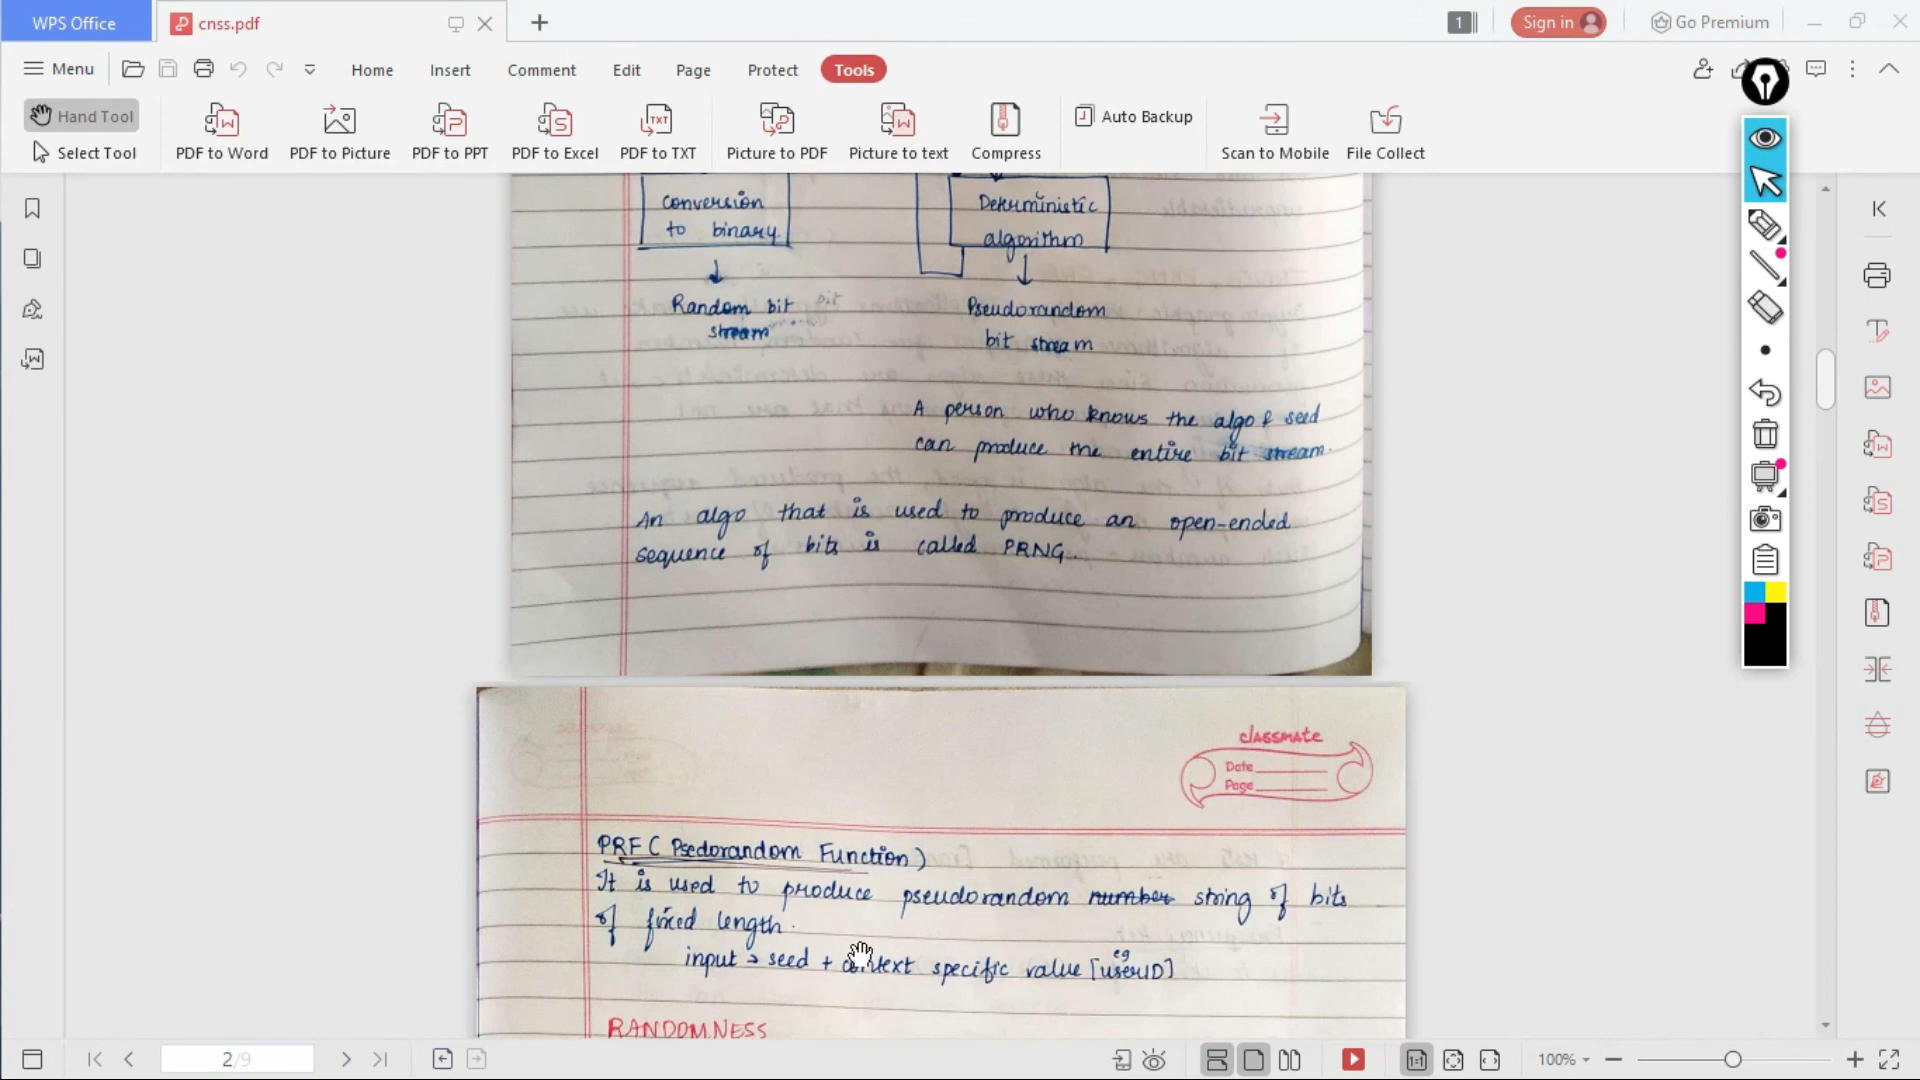 WPS Office
cnss.pdf
1
Sign in
Go Premium
Menu
Home
Insert
Comment
Edit
Page
Protect
Tools
Hand Tool
Select Tool
PDF to Word
PDF to Picture
PDF to PPT
PDF to Excel
PDF to TXT
Picture to PDF
Picture to text
Compress
Auto Backup
Scan to Mobile
File Collect
Conversion
to binary
Deterministic
algorithm
Random bit
stream
Pseudorandom
bit stream
A person who knows the algo & seed
can produce the entire bit stream.
An algo that is used to produce an open-ended
sequence of bits is called PRNG.
classmate
Date
Page
PRF ( Psedorandom Function)
It is used to produce pseudorandom number string of bits
of fixed length.
eg
input → seed + context specific value [userID]
RANDOMNESS
2/9
1:1
100%